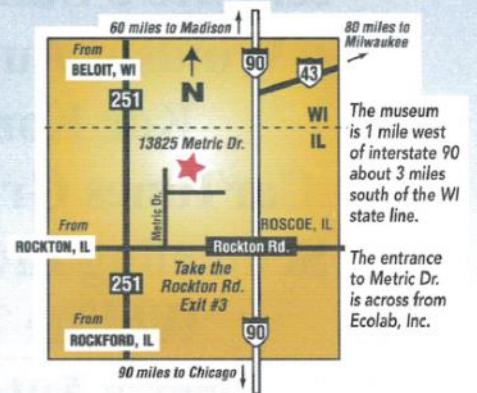 60 miles to Madison
80 miles to
Milwaukee
From
BELOIT, WI
90
43
251
N
WI
IL
13825 Metric Dr.
The museum
is 1 mile west
of interstate 90
about 3 miles
south of the WI
state line.
Metric Dr.
ROSCOE, IL
From
ROCKTON, IL
Rockton Rd.
251
Take the
Rockton Rd.
Exit #3
The entrance
to Metric Dr.
is across from
Ecolab, Inc.
From
ROCKFORD, IL
90
90 miles to Chicago